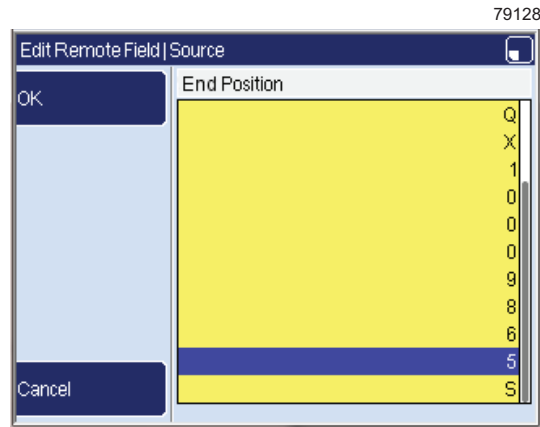 79128
Edit Remote Field | Source
OK
End Position
Q
X
1
0
0
0
9
8
6
5
S
Cancel